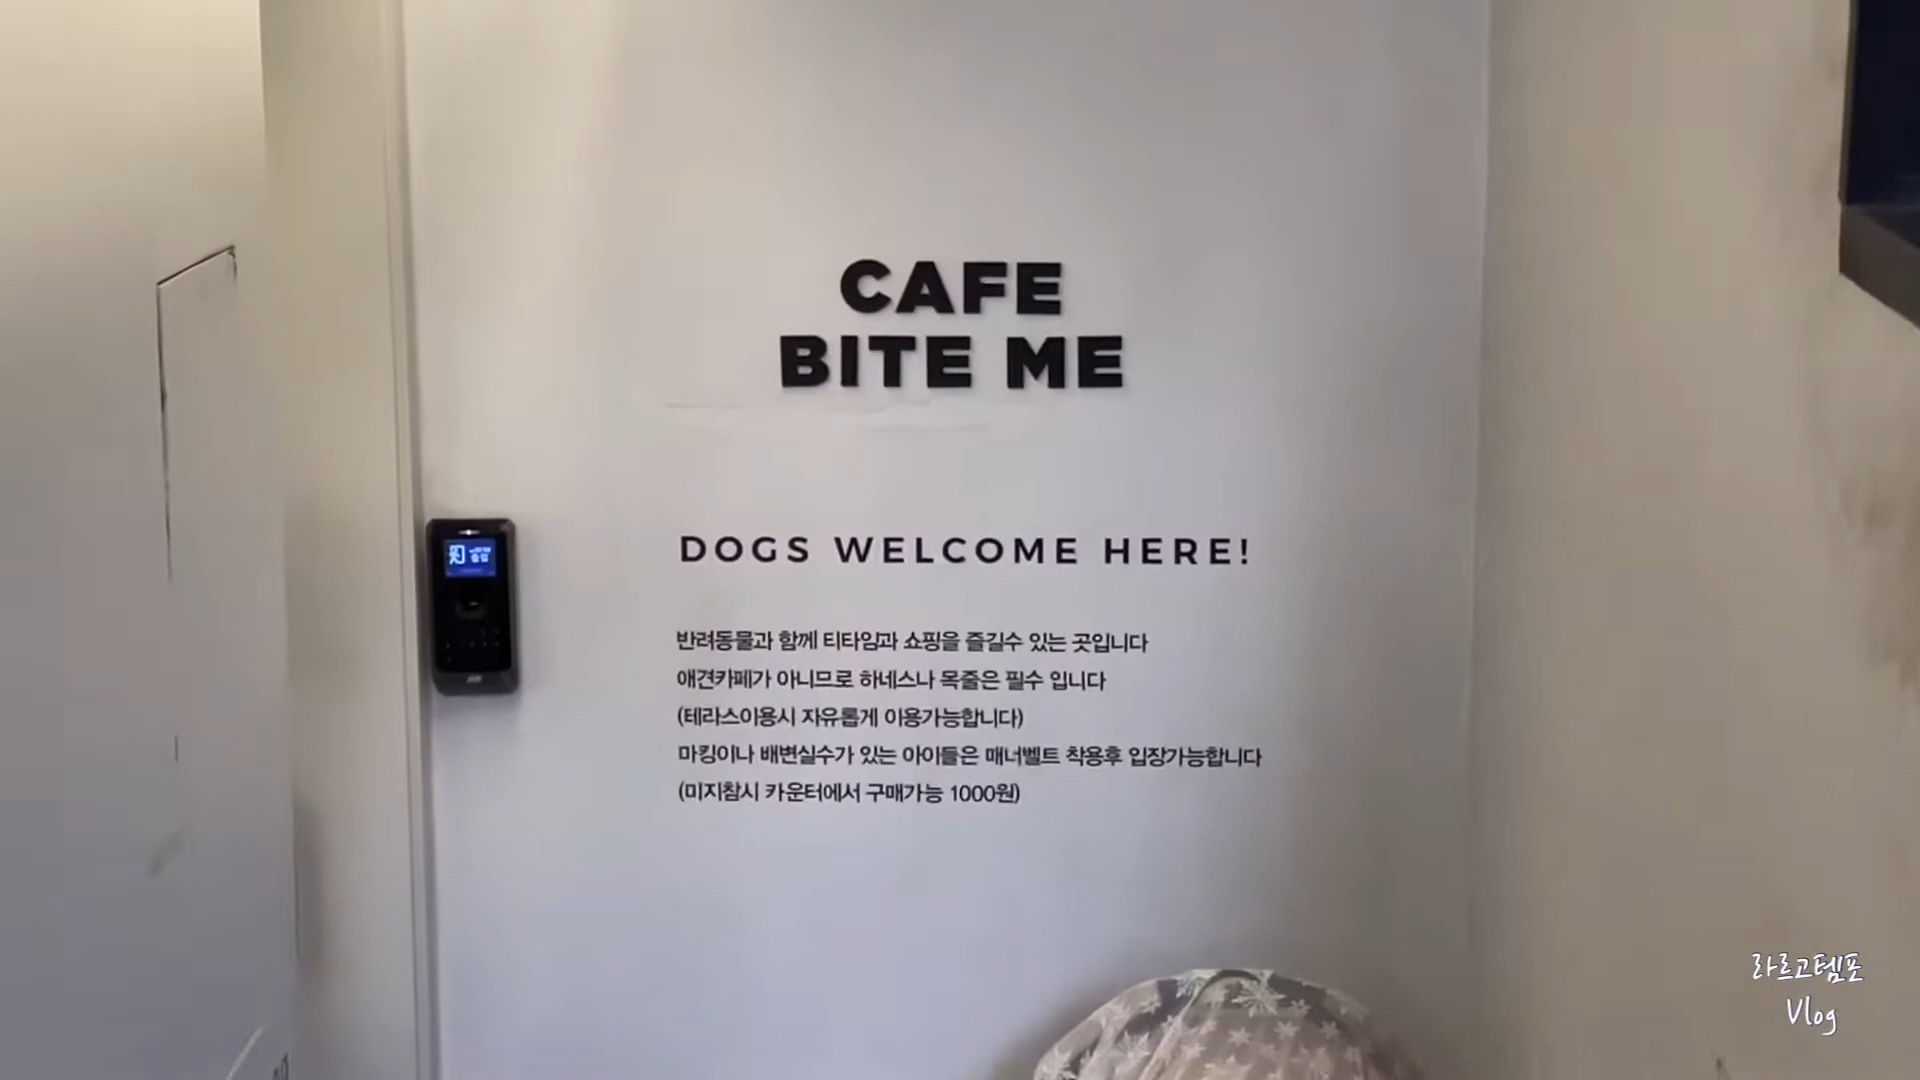 CAFE
BITE ME
DOGS WELCOME HERE!
반려동물과 함께 티타임과 쇼핑을 즐길수 있는 곳입니다
애견카페가 아니므로 하네스나 목줄은 필수 입니다
(테라스이용시 자유롭게 이용가능합니다)
마킹이나 배변실수가 있는 아이들은 매너벨트 착용후 입장가능합니다
(미지참시 카운터에서 구매가능 1000원)
라르고템포
Vlog